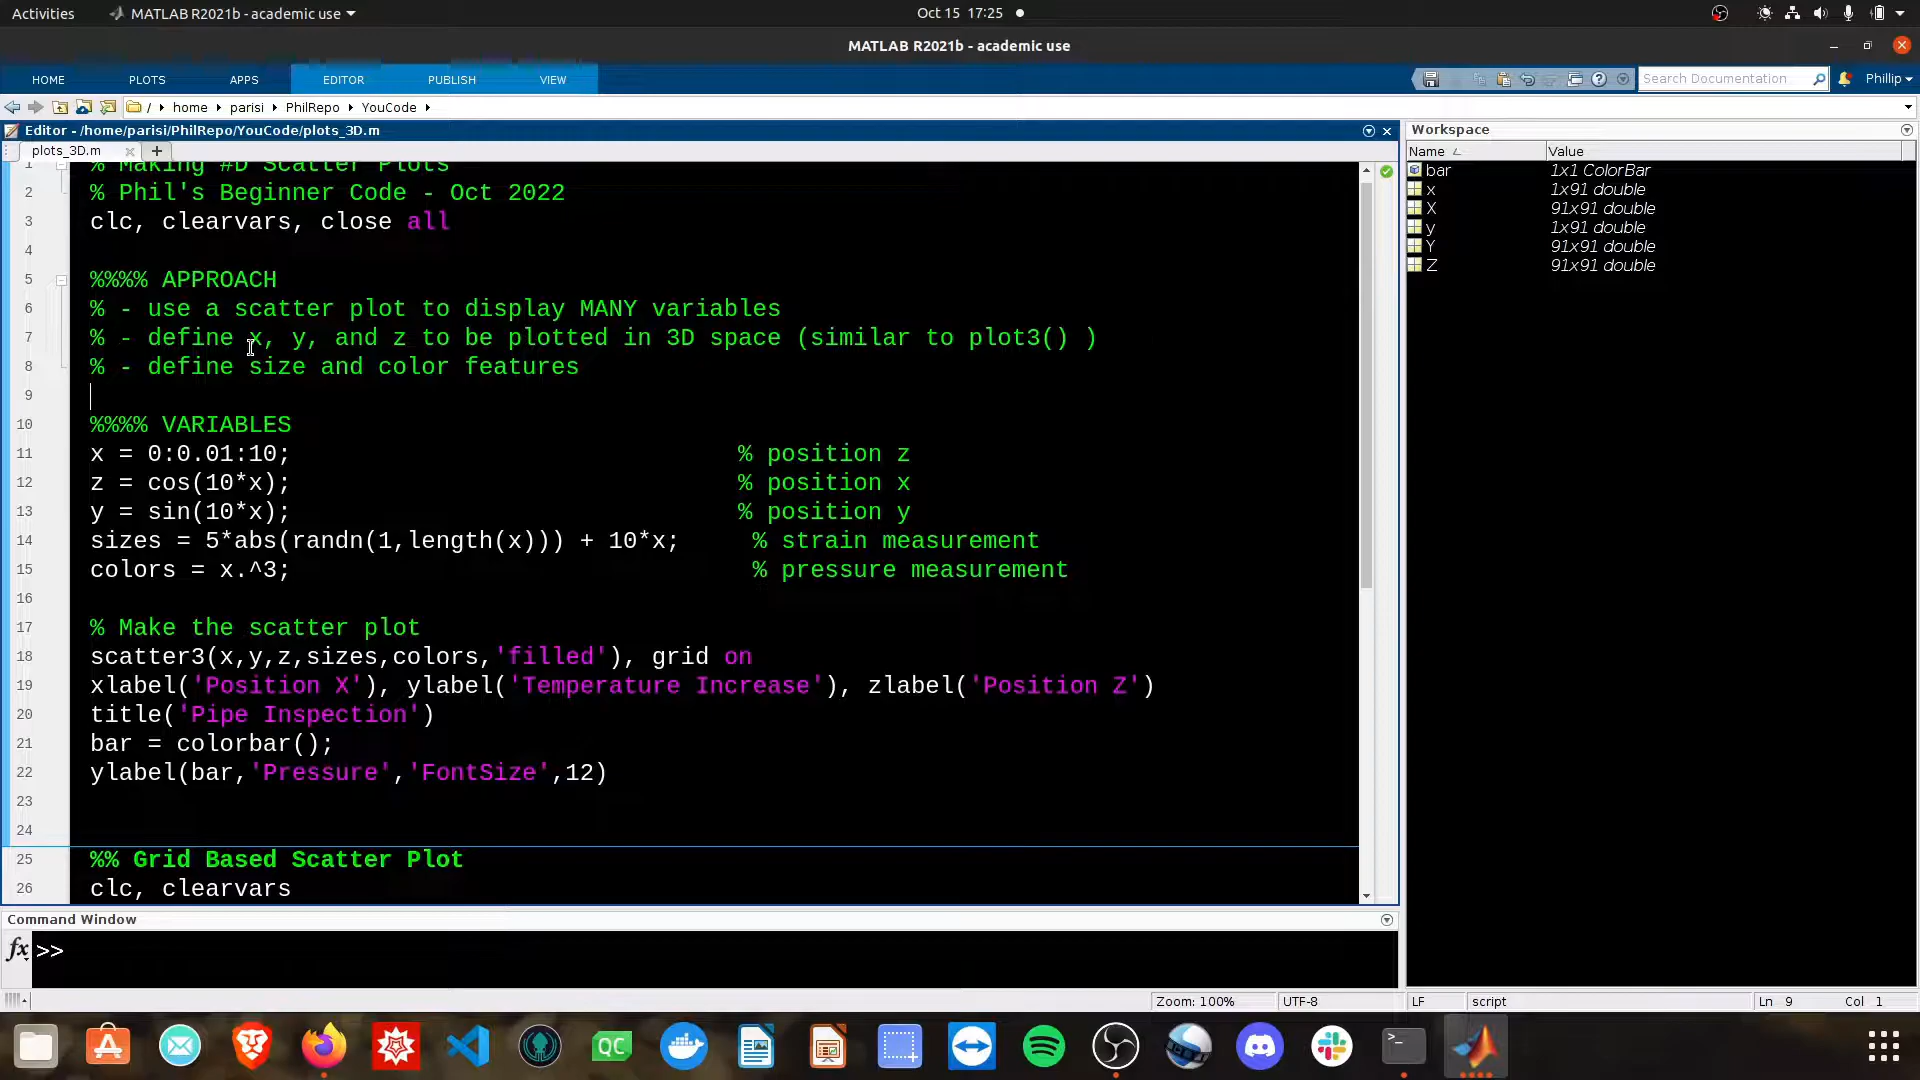 Activities MATLAB R2021b - academic use Oct 15 17:25
MATLAB R2021b - academic use
HOME PLOTS APPS EDITOR PUBLISH VIEW Search Documentation Phillip
/ home parisi PhilRepo YouCode
Editor - /home/parisi/PhilRepo/YouCode/plots_3D.m
plots_3D.m
1 % Making #D Scatter Plots
2 % Phil's Beginner Code - Oct 2022
3 clc, clearvars, close all
4
5 %%%% APPROACH
6 % - use a scatter plot to display MANY variables
7 % - define x, y, and z to be plotted in 3D space (similar to plot3() )
8 % - define size and color features
9
10 %%%% VARIABLES
11 x = 0:0.01:10; % position z
12 z = cos(10*x); % position x
13 y = sin(10*x); % position y
14 sizes = 5*abs(randn(1,length(x))) + 10*x; % strain measurement
15 colors = x.^3; % pressure measurement
16
17 % Make the scatter plot
18 scatter3(x,y,z,sizes,colors,'filled'), grid on
19 xlabel('Position X'), ylabel('Temperature Increase'), zlabel('Position Z')
20 title('Pipe Inspection')
21 bar = colorbar();
22 ylabel(bar,'Pressure','FontSize',12)
23
24
25 %% Grid Based Scatter Plot
26 clc, clearvars
Workspace
Name Value
bar 1x1 ColorBar
x 1x91 double
X 91x91 double
y 1x91 double
Y 91x91 double
Z 91x91 double
Command Window
fx >>
Zoom: 100% UTF-8 LF script Ln 9 Col 1
QC
>_